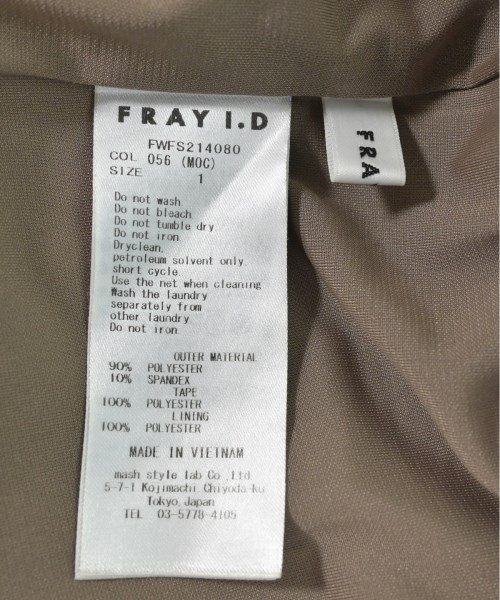 FRAY I.D
FWFS214080
COL 056 (MOC)
SIZE 1
Do not wash.
Do not bleach.
Do not tumble dry.
Do not iron.
Dryclean.
petroleum solvent only.
short cycle.
Use the net when cleaning
Wash the laundry
separately from
other laundry.
Do not iron.
OUTER MATERIAL
90% POLYESTER
10% SPANDEX
TAPE
100% POLYESTER
LINING
100% POLYESTER
MADE IN VIETNAM
mash style lab Co.,Ltd.
5-7-1 Kojimachi Chiyoda-ku
Tokyo,Japan
TEL 03-5778-4105
FRA